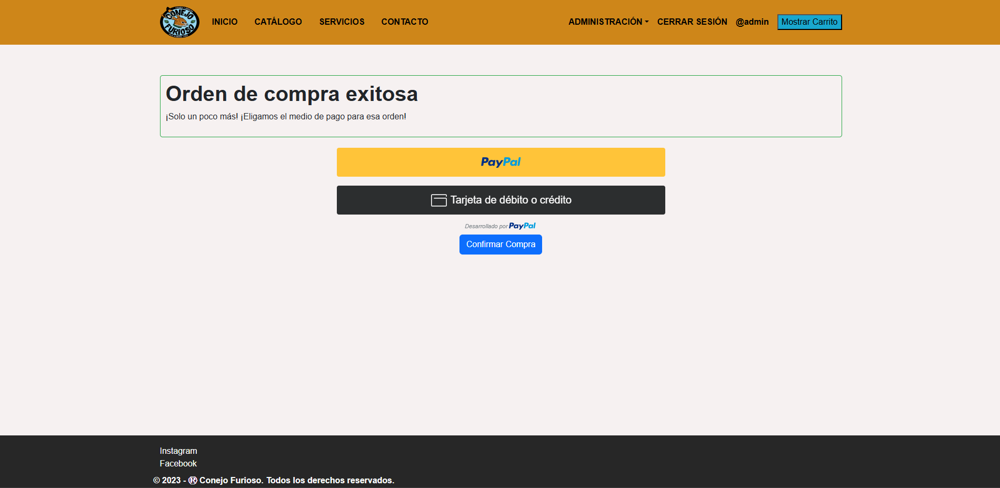 CONEJO
FURIOSO
INICIO CATÁLOGO SERVICIOS CONTACTO ADMINISTRACIÓN CERRAR SESIÓN @admin Mostrar Carrito
Orden de compra exitosa
¡Solo un poco más! ¡Eligamos el medio de pago para esa orden!
PayPal
Tarjeta de débito o crédito
Desarrollado por PayPal
Confirmar Compra
Instagram
Facebook
© 2023 - ® Conejo Furioso. Todos los derechos reservados.